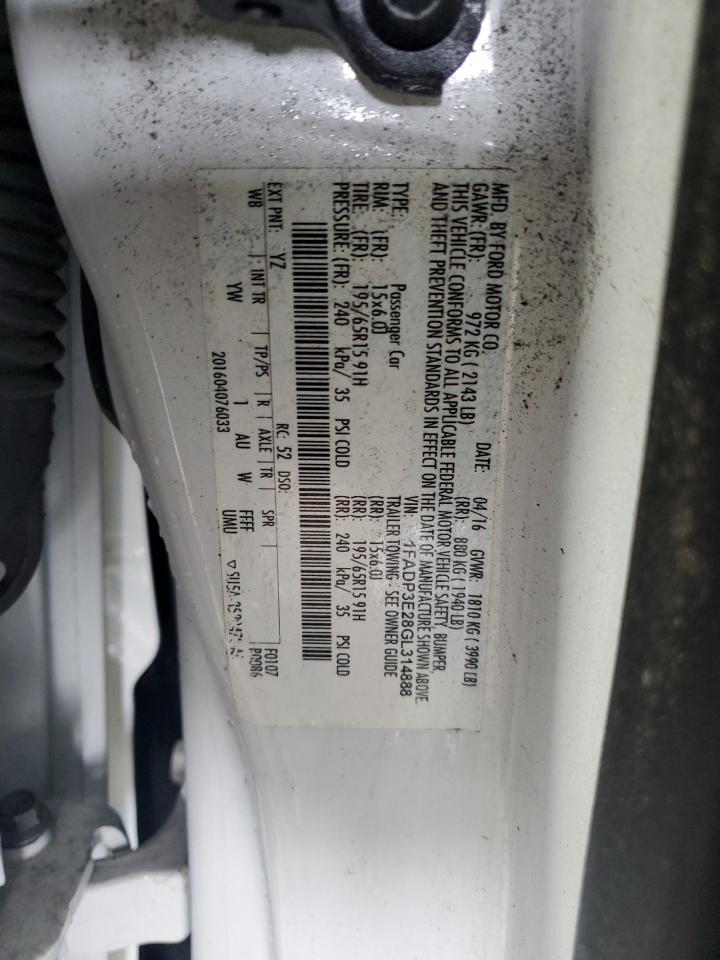 MFD. BY FORD MOTOR CO. DATE: 04/16 GVWR: 1810 KG ( 3990 LB)
GAWR: (FR): 972 KG ( 2143 LB) (RR): 880 KG ( 1940 LB)
THIS VEHICLE CONFORMS TO ALL APPLICABLE FEDERAL MOTOR VEHICLE SAFETY, BUMPER,
AND THEFT PREVENTION STANDARDS IN EFFECT ON THE DATE OF MANUFACTURE SHOWN ABOVE
VIN: 1FADP3E28GL314888
TYPE: Passenger Car TRAILER TOWING: SEE OWNER GUIDE
RIM: (FR): 15x6.0J (RR): 15x6.0J
TIRE: (FR): 195/65R15 91H (RR): 195/65R15 91H
PRESSURE: (FR): 240 kPa/ 35 PSI COLD (RR): 240 kPa/ 35 PSI COLD
EXT PNT: YZ RC: 52 DSO: F0107
WB INT TR TP/PS R AXLE TR SPR P0086
YW 1 AU W FFFF
201604076033 UMU